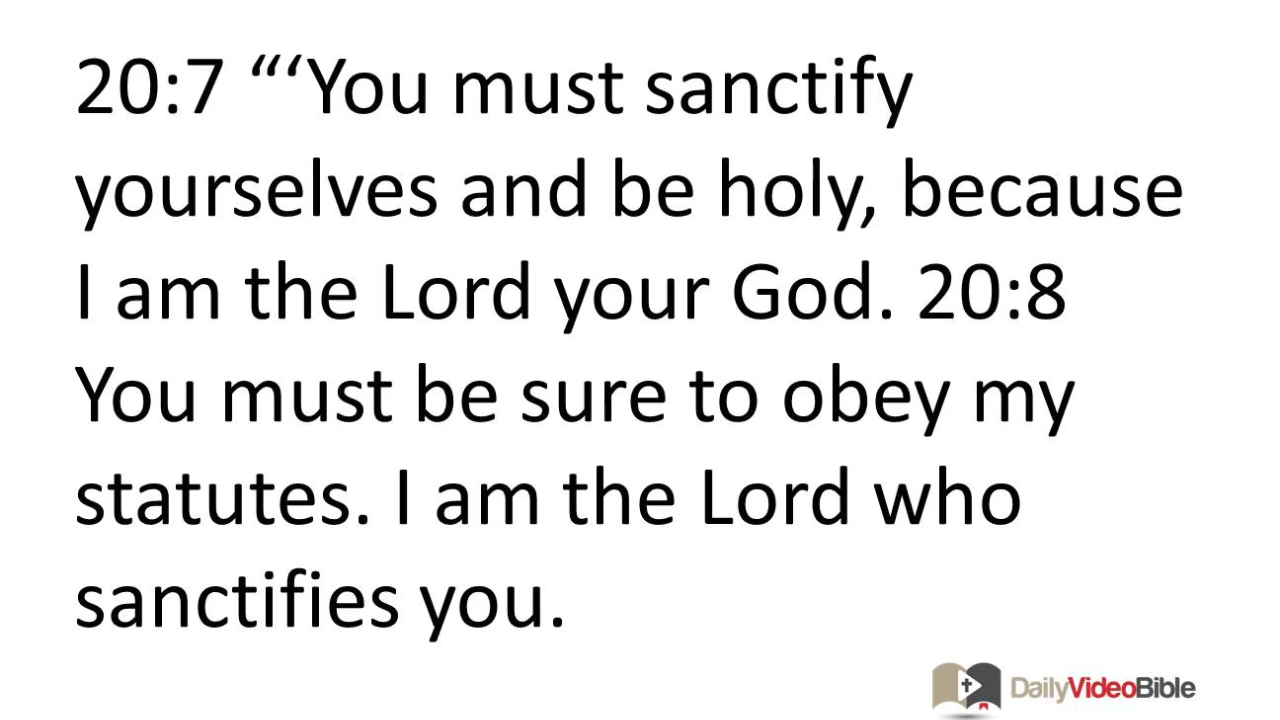 20:7 “‘You must sanctify
yourselves and be holy, because
I am the Lord your God. 20:8
You must be sure to obey my
statutes. I am the Lord who
sanctifies you.
DailyVideoBible